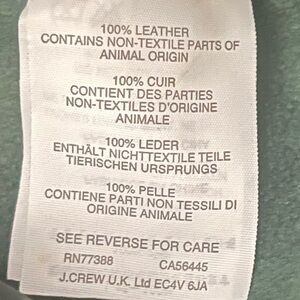 100% LEATHER
CONTAINS NON-TEXTILE PARTS OF
ANIMAL ORIGIN
100% CUIR
CONTIENT DES PARTIES
NON-TEXTILES D'ORIGINE
ANIMALE
100% LEDER
ENTHÄLT NICHTTEXTILE TEILE
TIERISCHEN URSPRUNGS
100% PELLE
CONTIENE PARTI NON TESSILI DI
ORIGINE ANIMALE
SEE REVERSE FOR CARE
RN77388 CA56445
J.CREW U.K. Ltd EC4V 6JA